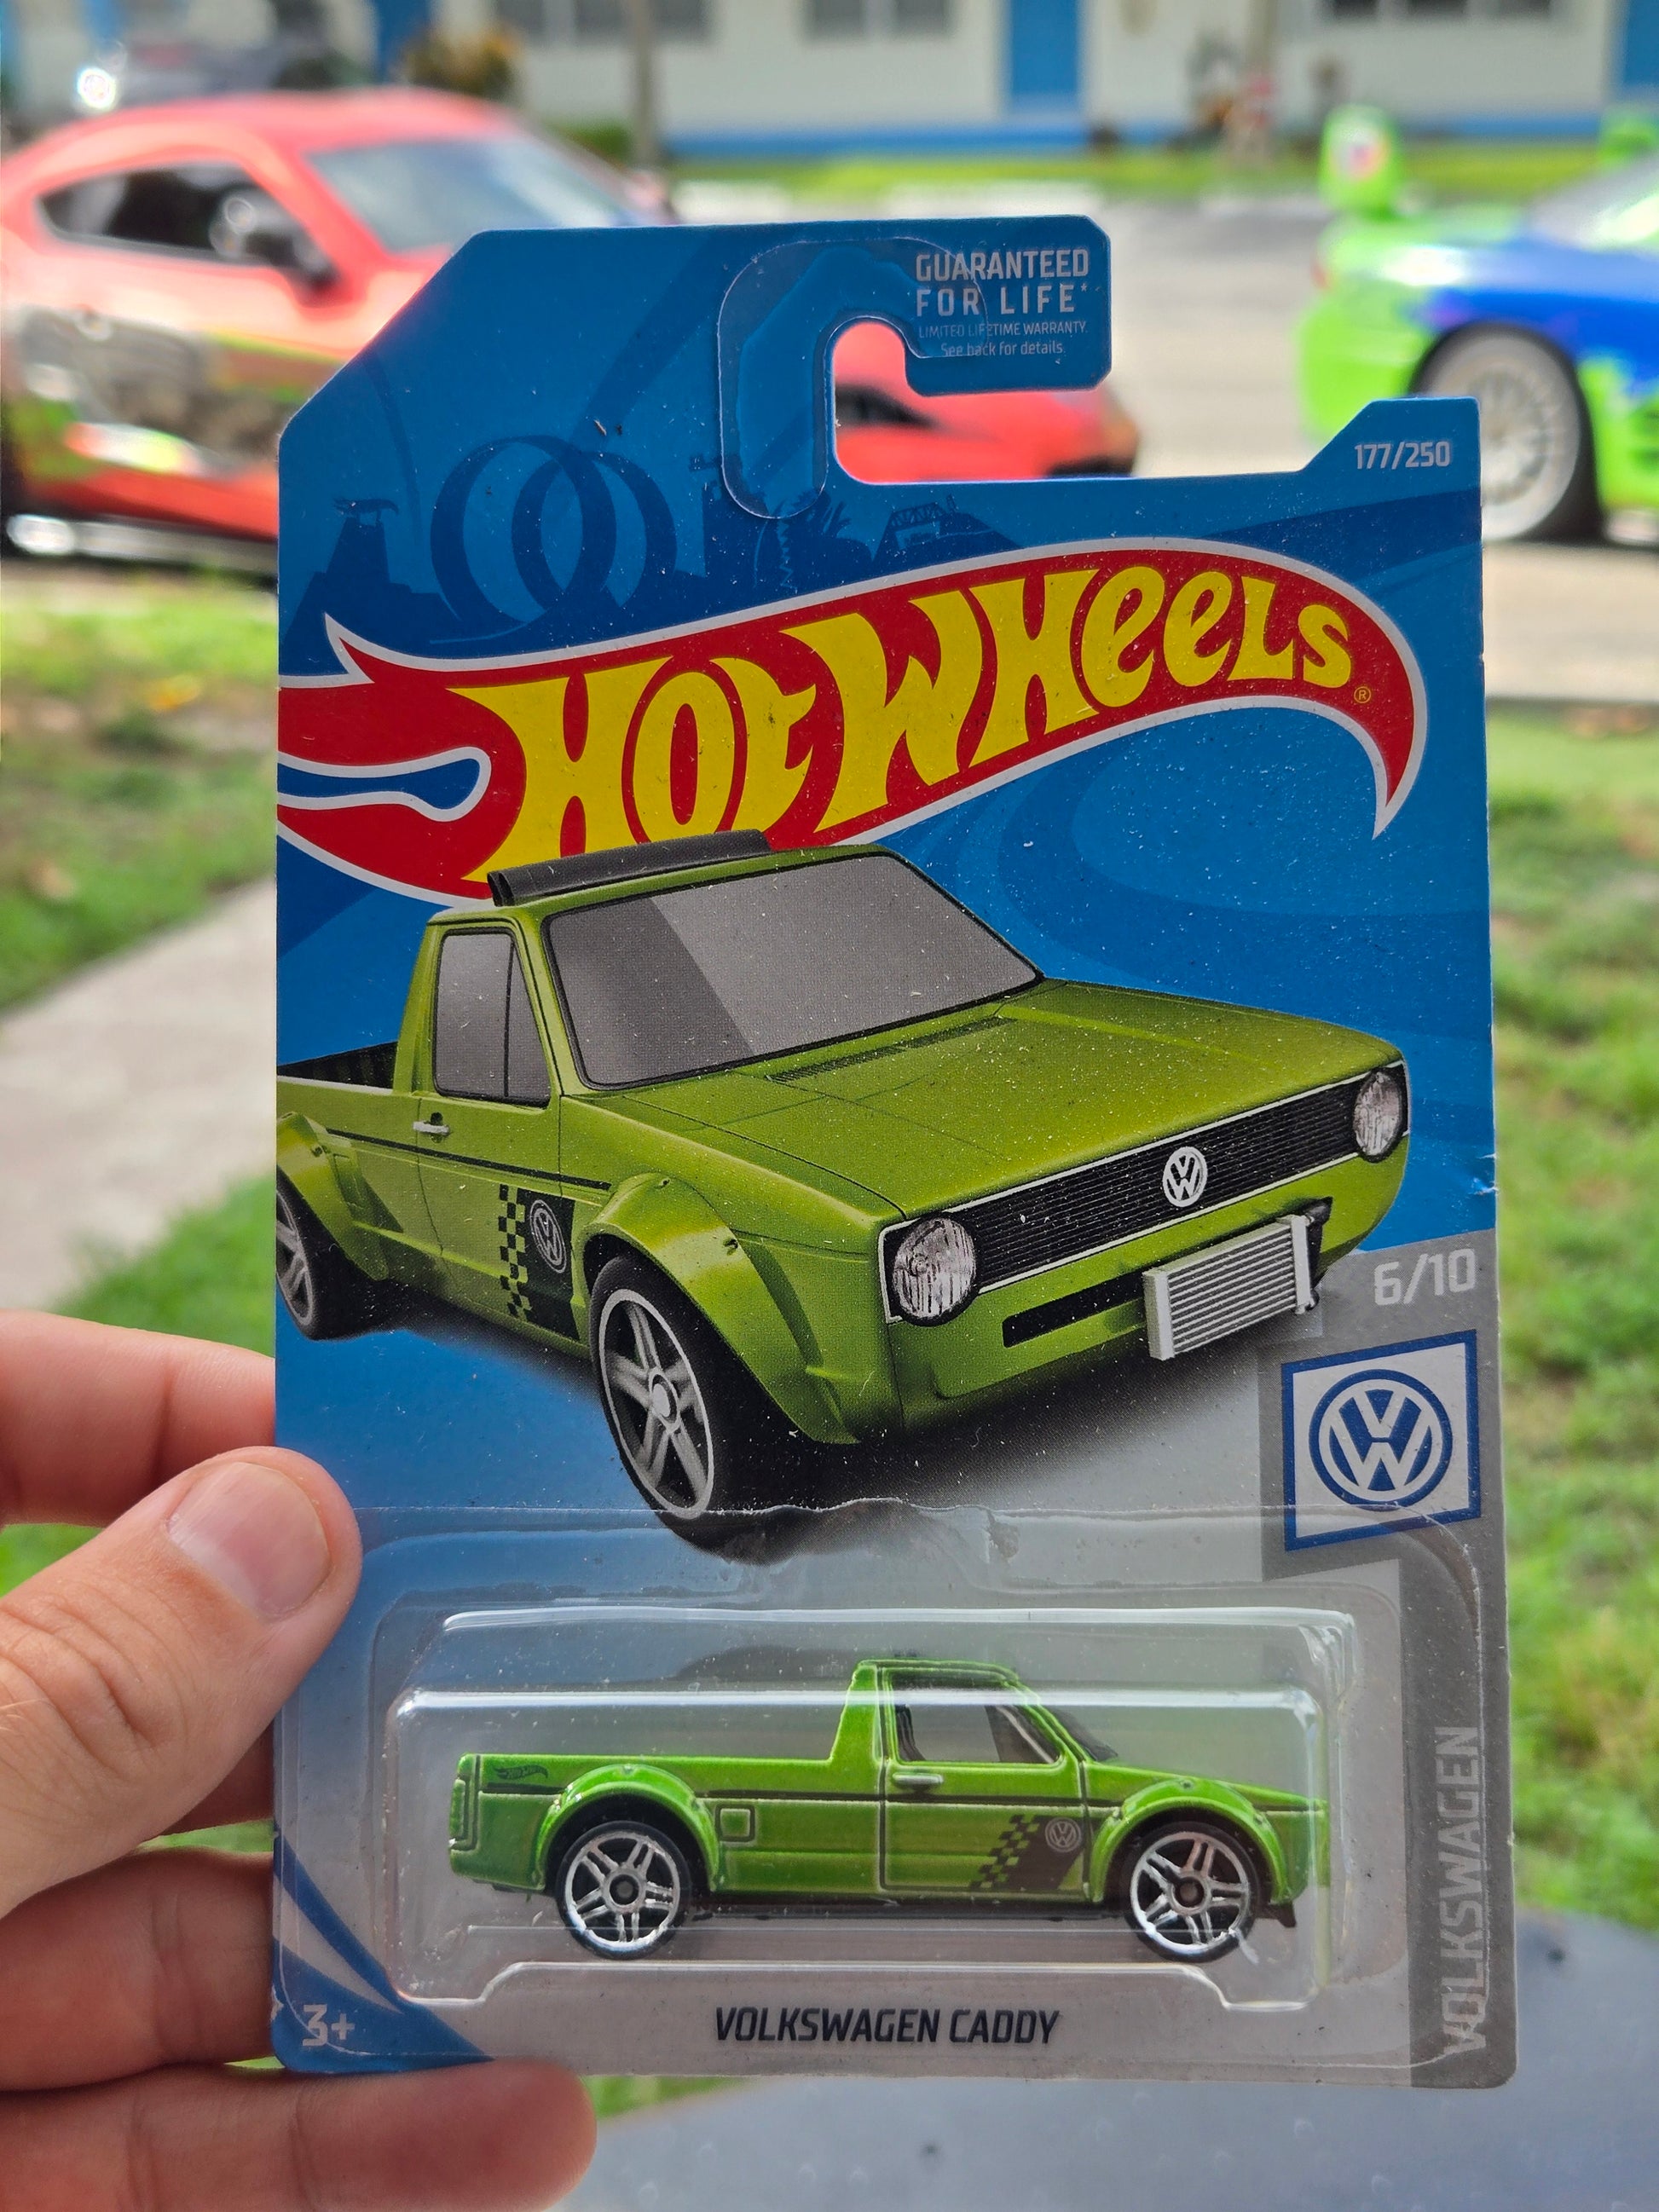 GUARANTEED
FOR LIFE*
LIMITED LIFETIME WARRANTY.
See back for details.
177/250
HOT WHEELS®
6/10
VOLKSWAGEN
3+
VOLKSWAGEN CADDY